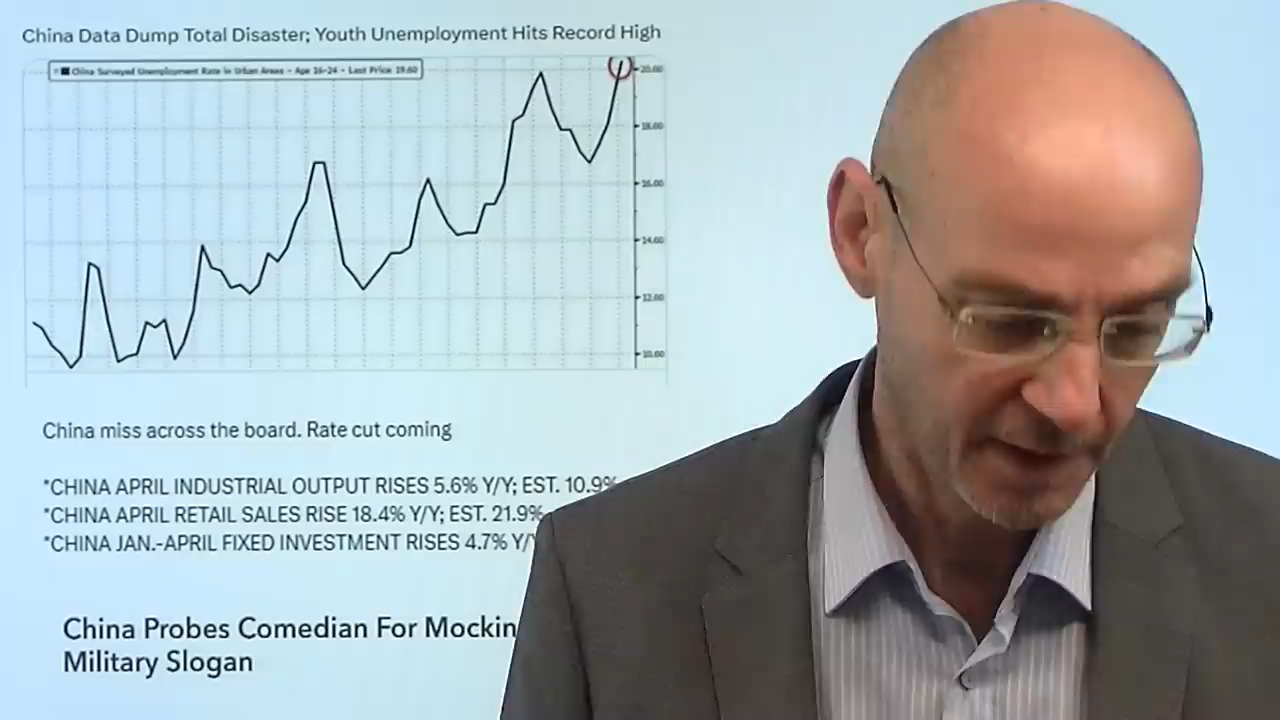 China Data Dump Total Disaster; Youth Unemployment Hits Record High
China Surveyed Unemployment Rate in Urban Areas - Age 16-24 - Last Price 19.60
20.00
18.00
16.00
14.00
12.00
10.00
China miss across the board. Rate cut coming
*CHINA APRIL INDUSTRIAL OUTPUT RISES 5.6% Y/Y; EST. 10.9%
*CHINA APRIL RETAIL SALES RISE 18.4% Y/Y; EST. 21.9%
*CHINA JAN.-APRIL FIXED INVESTMENT RISES 4.7% Y/
China Probes Comedian For Mockin
Military Slogan